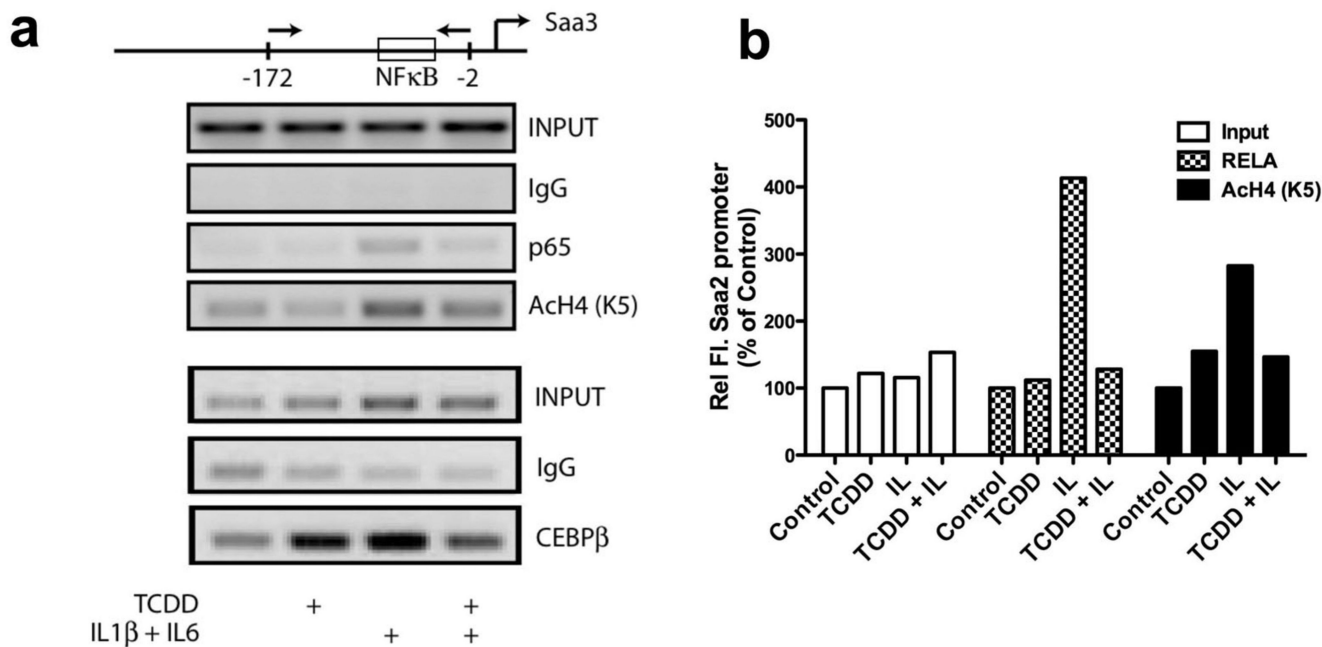 a
Saa3
-172
NFκB
-2
INPUT
IgG
p65
AcH4 (K5)
INPUT
IgG
CEBPβ
TCDD + +
IL1β + IL6 + +
b
Rel Fl. Saa2 promoter
(% of Control)
500
400
300
200
100
0
Input
RELA
AcH4 (K5)
Control
TCDD
IL
TCDD + IL
Control
TCDD
IL
TCDD + IL
Control
TCDD
IL
TCDD + IL